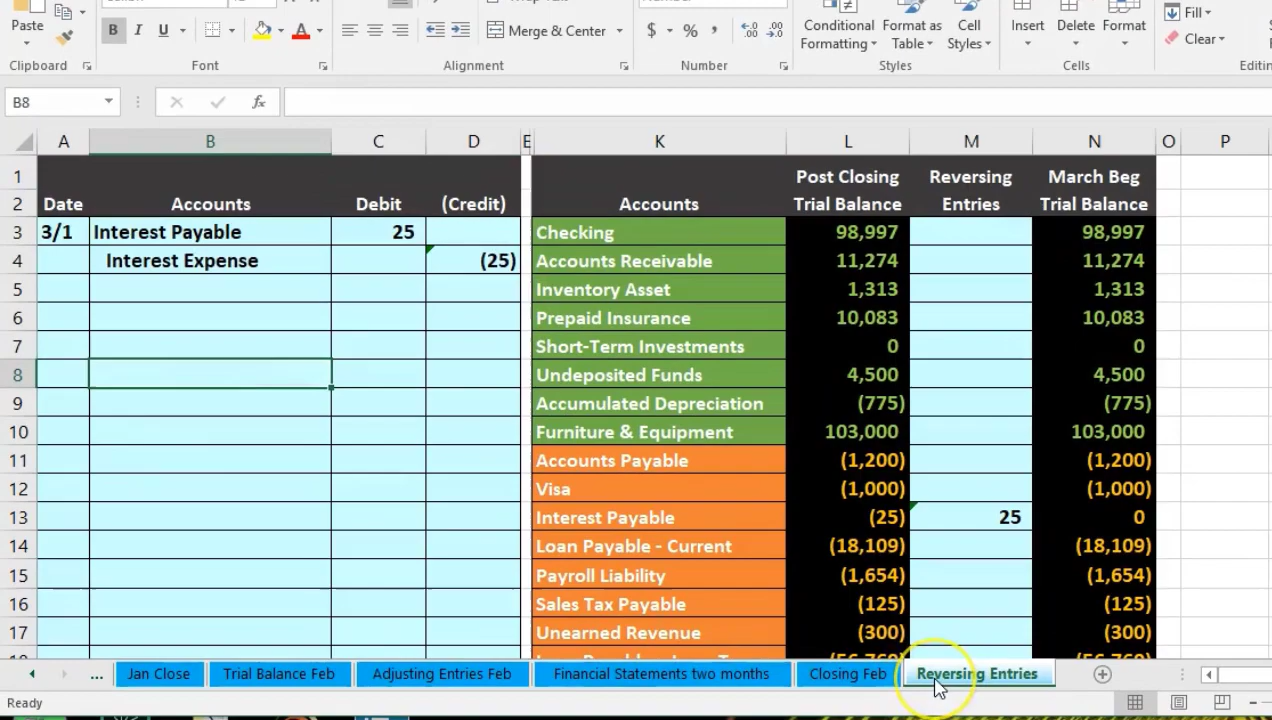 Paste
B I U A
Merge & Center
$ % ,
Conditional Formatting
Format as Table
Cell Styles
Insert
Delete
Format
Fill
Clear
Clipboard Font Alignment Number Styles Cells
B8 fx
A B C D E K L M N O P
1 Post Closing Reversing March Beg
2 Date Accounts Debit (Credit) Accounts Trial Balance Entries Trial Balance
3 3/1 Interest Payable 25 Checking 98,997 98,997
4 Interest Expense (25) Accounts Receivable 11,274 11,274
5 Inventory Asset 1,313 1,313
6 Prepaid Insurance 10,083 10,083
7 Short-Term Investments 0 0
8 Undeposited Funds 4,500 4,500
9 Accumulated Depreciation (775) (775)
10 Furniture & Equipment 103,000 103,000
11 Accounts Payable (1,200) (1,200)
12 Visa (1,000) (1,000)
13 Interest Payable (25) 25 0
14 Loan Payable - Current (18,109) (18,109)
15 Payroll Liability (1,654) (1,654)
16 Sales Tax Payable (125) (125)
17 Unearned Revenue (300) (300)
... Jan Close Trial Balance Feb Adjusting Entries Feb Financial Statements two months Closing Feb Reversing Entries
Ready